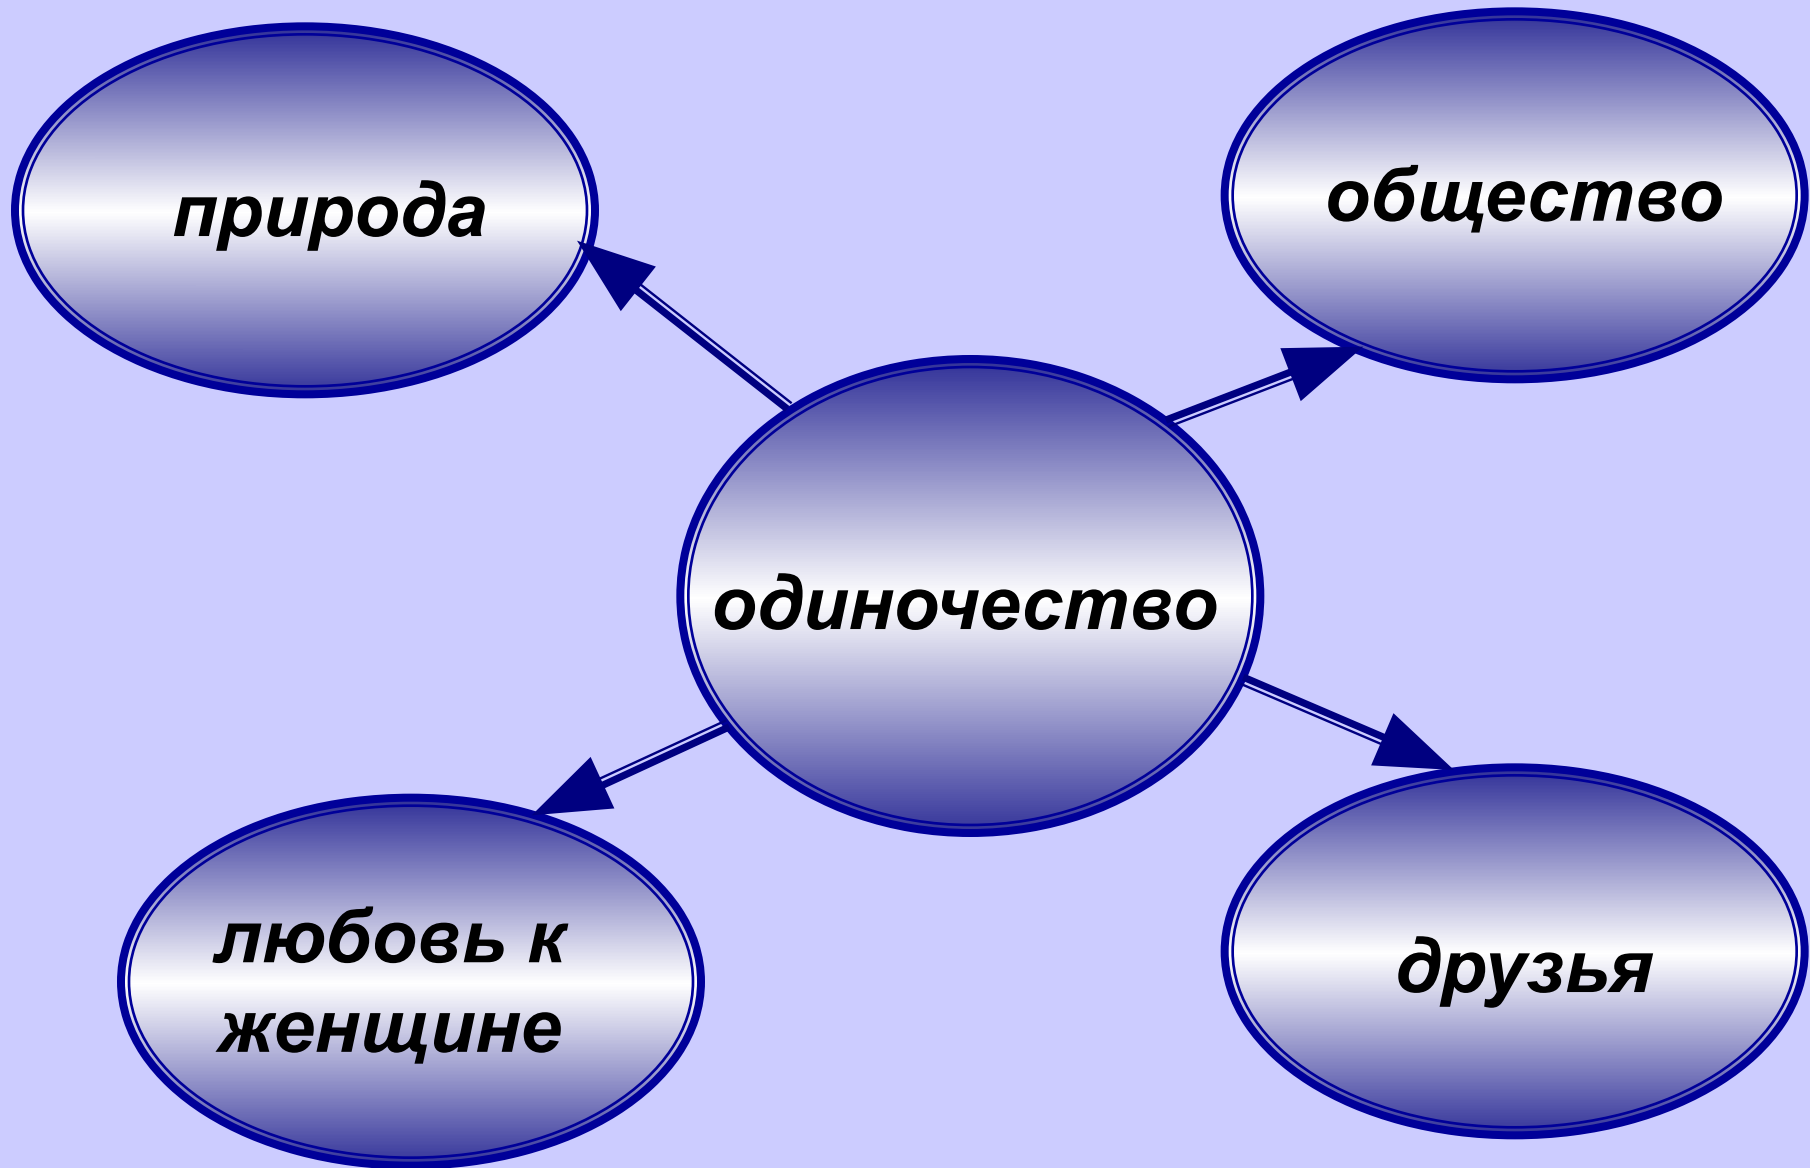 природа
общество
одиночество
любовь к
женщине
друзья